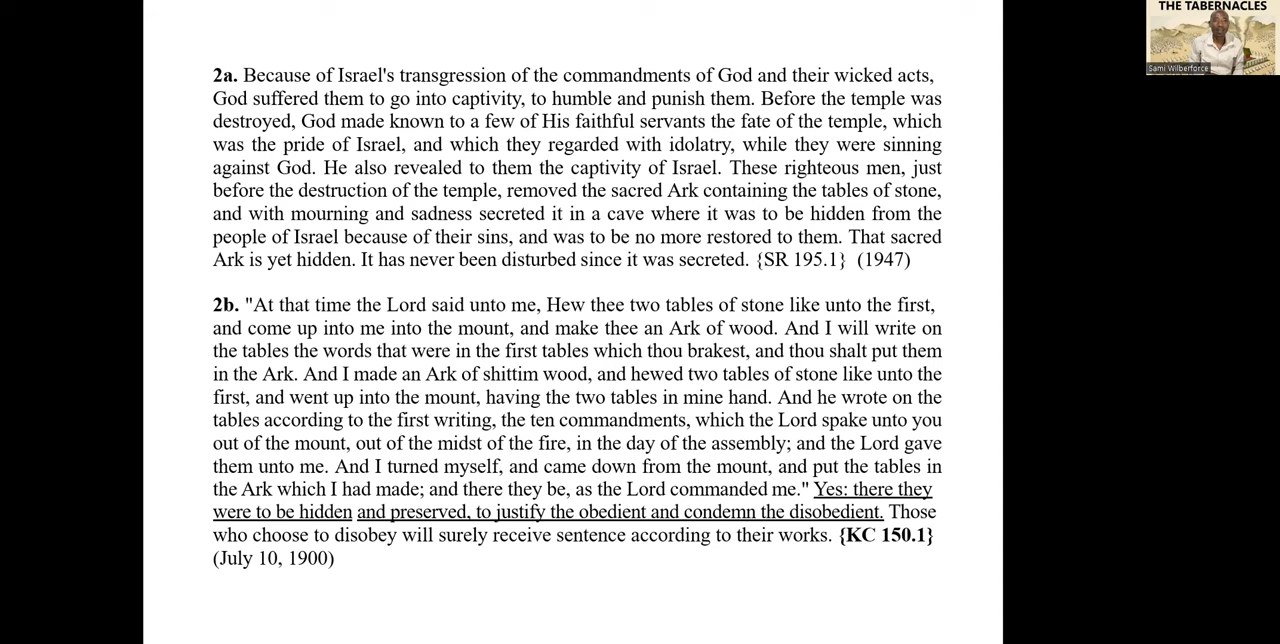 THE TABERNACLES
Sami Wilberforce
2a. Because of Israel's transgression of the commandments of God and their wicked acts,
God suffered them to go into captivity, to humble and punish them. Before the temple was
destroyed, God made known to a few of His faithful servants the fate of the temple, which
was the pride of Israel, and which they regarded with idolatry, while they were sinning
against God. He also revealed to them the captivity of Israel. These righteous men, just
before the destruction of the temple, removed the sacred Ark containing the tables of stone,
and with mourning and sadness secreted it in a cave where it was to be hidden from the
people of Israel because of their sins, and was to be no more restored to them. That sacred
Ark is yet hidden. It has never been disturbed since it was secreted. {SR 195.1} (1947)
2b. "At that time the Lord said unto me, Hew thee two tables of stone like unto the first,
and come up into me into the mount, and make thee an Ark of wood. And I will write on
the tables the words that were in the first tables which thou brakest, and thou shalt put them
in the Ark. And I made an Ark of shittim wood, and hewed two tables of stone like unto the
first, and went up into the mount, having the two tables in mine hand. And he wrote on the
tables according to the first writing, the ten commandments, which the Lord spake unto you
out of the mount, out of the midst of the fire, in the day of the assembly; and the Lord gave
them unto me. And I turned myself, and came down from the mount, and put the tables in
the Ark which I had made; and there they be, as the Lord commanded me." Yes: there they
were to be hidden and preserved, to justify the obedient and condemn the disobedient. Those
who choose to disobey will surely receive sentence according to their works. {KC 150.1}
(July 10, 1900)